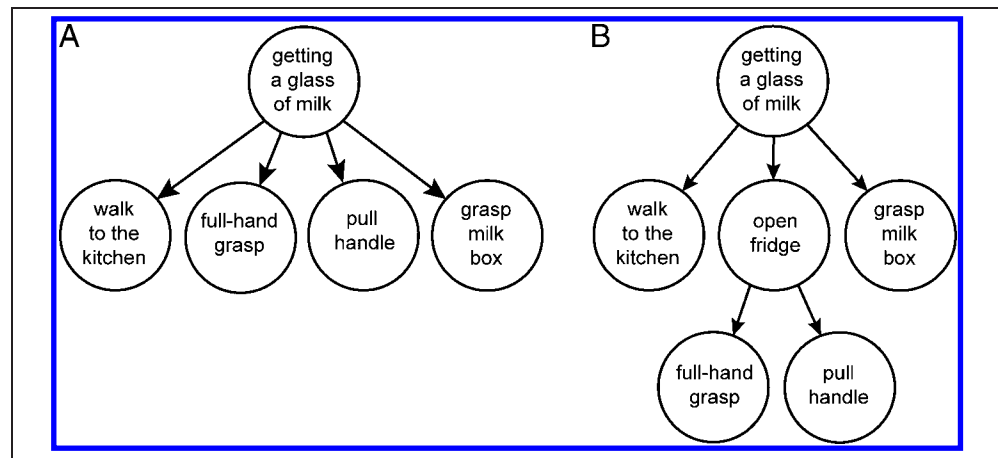 A
getting
a glass
of milk
walk
to the
kitchen
full-hand
grasp
pull
handle
grasp
milk
box
B
getting
a glass
of milk
walk
to the
kitchen
open
fridge
grasp
milk
box
full-hand
grasp
pull
handle